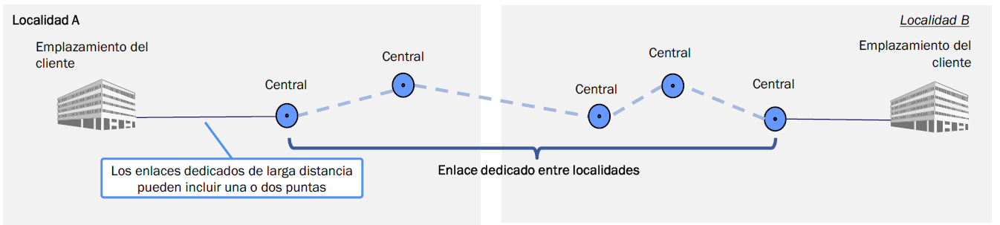 Localidad A
Localidad B
Emplazamiento del
cliente
Central
Central
Central
Central
Central
Emplazamiento del
cliente
Los enlaces dedicados de larga distancia
pueden incluir una o dos puntas
Enlace dedicado entre localidades